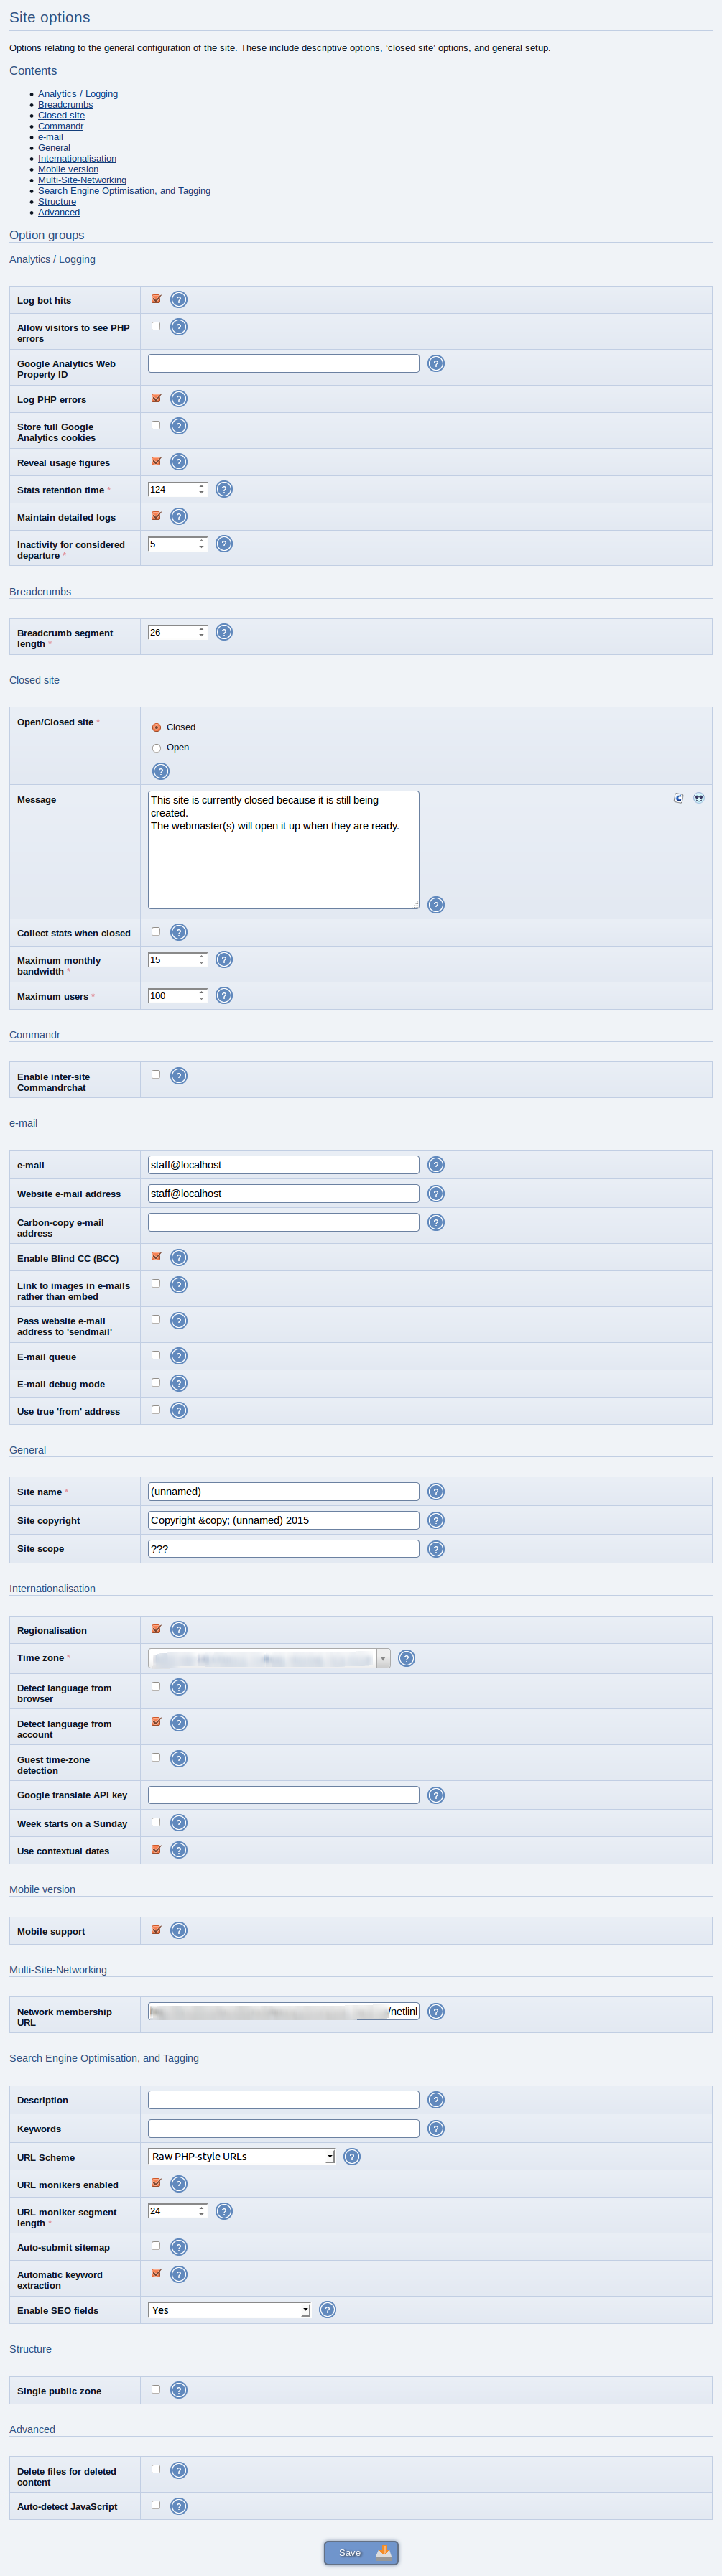 Site options
Options relating to the general configuration of the site. These include descriptive options, ‘closed site’ options, and general setup.
Contents
Analytics / Logging
Breadcrumbs
Closed site
Commandr
e-mail
General
Internationalisation
Mobile version
Multi-Site-Networking
Search Engine Optimisation, and Tagging
Structure
Advanced
Option groups
Analytics / Logging
Log bot hits ?
Allow visitors to see PHP ?
errors
Google Analytics Web ?
Property ID
Log PHP errors ?
Store full Google ?
Analytics cookies
Reveal usage figures ?
Stats retention time * 124 ?
Maintain detailed logs ?
Inactivity for considered 5 ?
departure *
Breadcrumbs
Breadcrumb segment 26 ?
length *
Closed site
Open/Closed site *
Closed
Open
?
Message
This site is currently closed because it is still being
created.
The webmaster(s) will open it up when they are ready.
?
Collect stats when closed ?
Maximum monthly 15 ?
bandwidth *
Maximum users * 100 ?
Commandr
Enable inter-site ?
Commandrchat
e-mail
e-mail staff@localhost ?
Website e-mail address staff@localhost ?
Carbon-copy e-mail ?
address
Enable Blind CC (BCC) ?
Link to images in e-mails ?
rather than embed
Pass website e-mail ?
address to 'sendmail'
E-mail queue ?
E-mail debug mode ?
Use true 'from' address ?
General
Site name * (unnamed) ?
Site copyright Copyright &copy; (unnamed) 2015 ?
Site scope ??? ?
Internationalisation
Regionalisation ?
Time zone * ?
Detect language from ?
browser
Detect language from ?
account
Guest time-zone ?
detection
Google translate API key ?
Week starts on a Sunday ?
Use contextual dates ?
Mobile version
Mobile support ?
Multi-Site-Networking
Network membership /netlink ?
URL
Search Engine Optimisation, and Tagging
Description ?
Keywords ?
URL Scheme Raw PHP-style URLs ?
URL monikers enabled ?
URL moniker segment 24 ?
length *
Auto-submit sitemap ?
Automatic keyword ?
extraction
Enable SEO fields Yes ?
Structure
Single public zone ?
Advanced
Delete files for deleted ?
content
Auto-detect JavaScript ?
Save